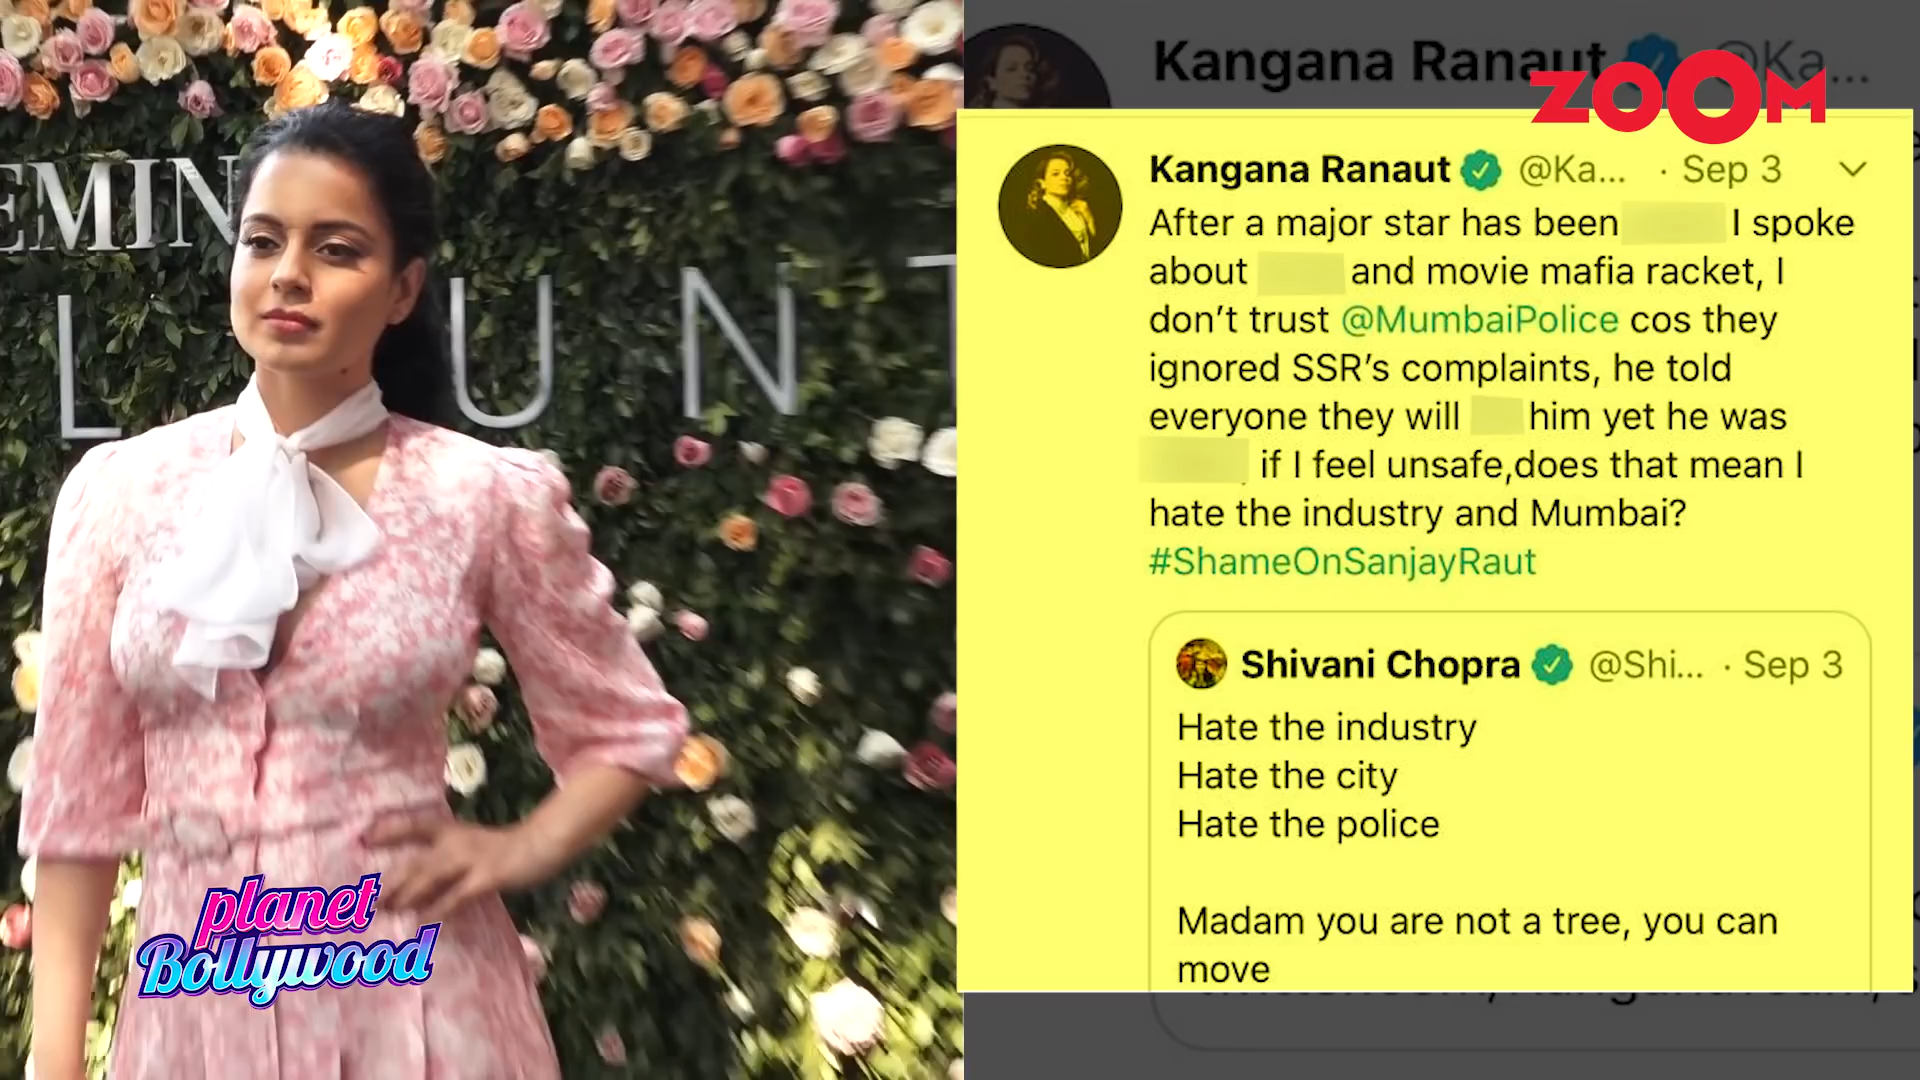 EMIN
L UNT
planet
Bollywood
Kangana Ranaut @Ka...
ZOOM
Kangana Ranaut @Ka... · Sep 3
After a major star has been I spoke
about and movie mafia racket, I
don’t trust @MumbaiPolice cos they
ignored SSR’s complaints, he told
everyone they will him yet he was
, if I feel unsafe,does that mean I
hate the industry and Mumbai?
#ShameOnSanjayRaut
Shivani Chopra @Shi... · Sep 3
Hate the industry
Hate the city
Hate the police
Madam you are not a tree, you can
move